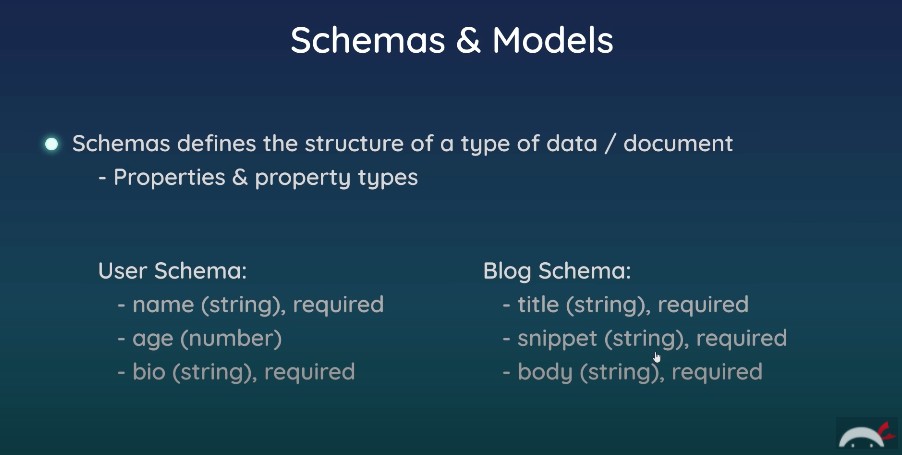 Schemas & Models
Schemas defines the structure of a type of data / document
- Properties & property types
User Schema:
- name (string), required
- age (number)
- bio (string), required
Blog Schema:
- title (string), required
- snippet (string), required
- body (string), required